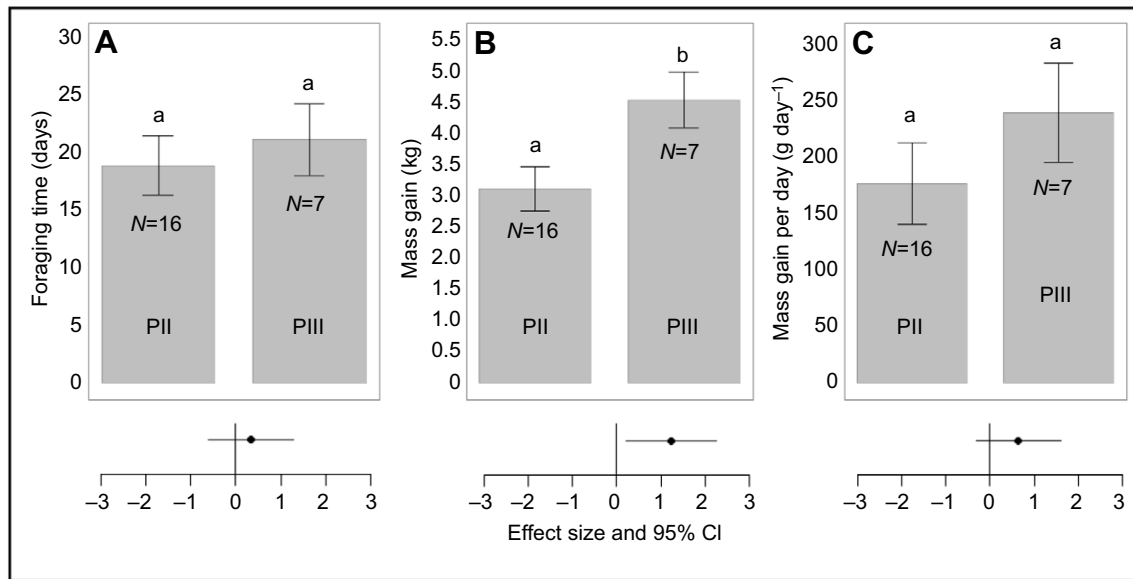 A
Foraging time (days)
30
25
20
15
10
5
0
a
a
N=16
N=7
PII
PIII
–3 –2 –1 0 1 2 3
B
Mass gain (kg)
5.5
5.0
4.5
4.0
3.5
3.0
2.5
2.0
1.5
1.0
0.5
0
a
b
N=16
N=7
PII
PIII
–3 –2 –1 0 1 2 3
Effect size and 95% CI
C
Mass gain per day (g day–1)
300
250
200
150
100
50
0
a
a
N=16
N=7
PII
PIII
–3 –2 –1 0 1 2 3